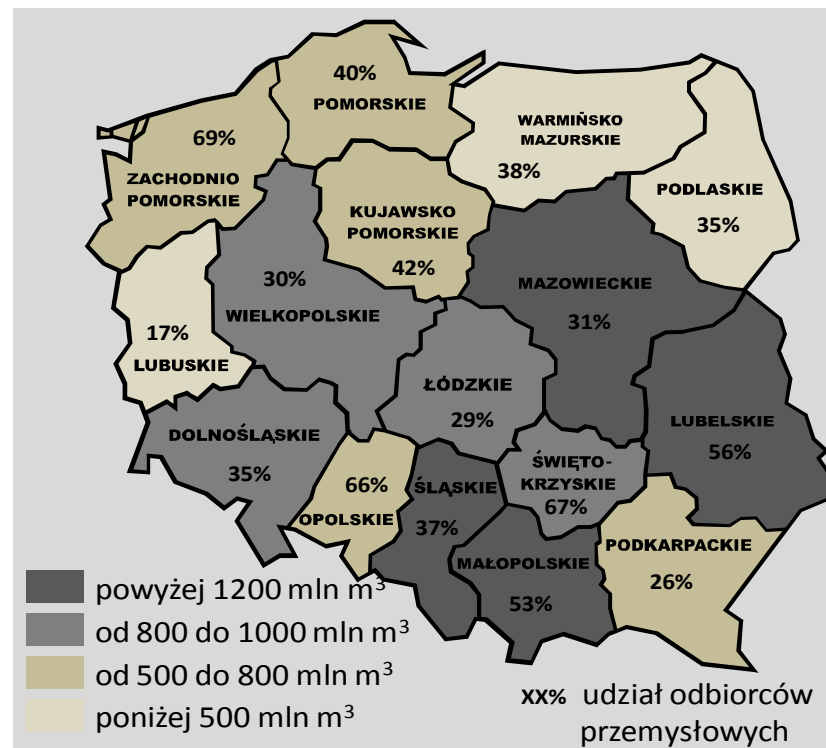 40%
POMORSKIE
69%
ZACHODNIO
POMORSKIE
WARMIŃSKO
MAZURSKIE
38%
PODLASKIE
35%
KUJAWSKO
POMORSKIE
42%
30%
WIELKOPOLSKIE
MAZOWIECKIE
31%
17%
LUBUSKIE
ŁÓDZKIE
29%
LUBELSKIE
56%
DOLNOŚLĄSKIE
35%
66%
OPOLSKIE
ŚLĄSKIE
37%
ŚWIĘTO-
KRZYSKIE
67%
MAŁOPOLSKIE
53%
PODKARPACKIE
26%
powyżej 1200 mln m³
od 800 do 1000 mln m³
od 500 do 800 mln m³
poniżej 500 mln m³
XX% udział odbiorców
przemysłowych